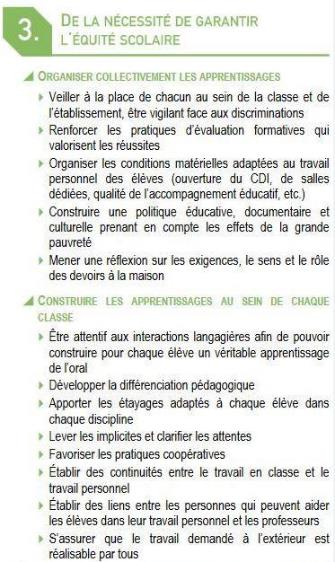 3.
DE LA NÉCESSITÉ DE GARANTIR
L'ÉQUITÉ SCOLAIRE
ORGANISER COLLECTIVEMENT LES APPRENTISSAGES
Veiller à la place de chacun au sein de la classe et de
l'établissement, être vigilant face aux discriminations
Renforcer les pratiques d'évaluation formatives qui
valorisent les réussites
Organiser les conditions matérielles adaptées au travail
personnel des élèves (ouverture du CDI, de salles
dédiées, qualité de l'accompagnement éducatif, etc.)
Construire une politique éducative, documentaire et
culturelle prenant en compte les effets de la grande
pauvreté
Mener une réflexion sur les exigences, le sens et le rôle
des devoirs à la maison
CONSTRUIRE LES APPRENTISSAGES AU SEIN DE CHAQUE
CLASSE
Être attentif aux interactions langagières afin de pouvoir
construire pour chaque élève un véritable apprentissage
de l'oral
Développer la différenciation pédagogique
Apporter les étayages adaptés à chaque élève dans
chaque discipline
Lever les implicites et clarifier les attentes
Favoriser les pratiques coopératives
Établir des continuités entre le travail en classe et le
travail personnel
Établir des liens entre les personnes qui peuvent aider
les élèves dans leur travail personnel et les professeurs
S'assurer que le travail demandé à l'extérieur est
réalisable par tous